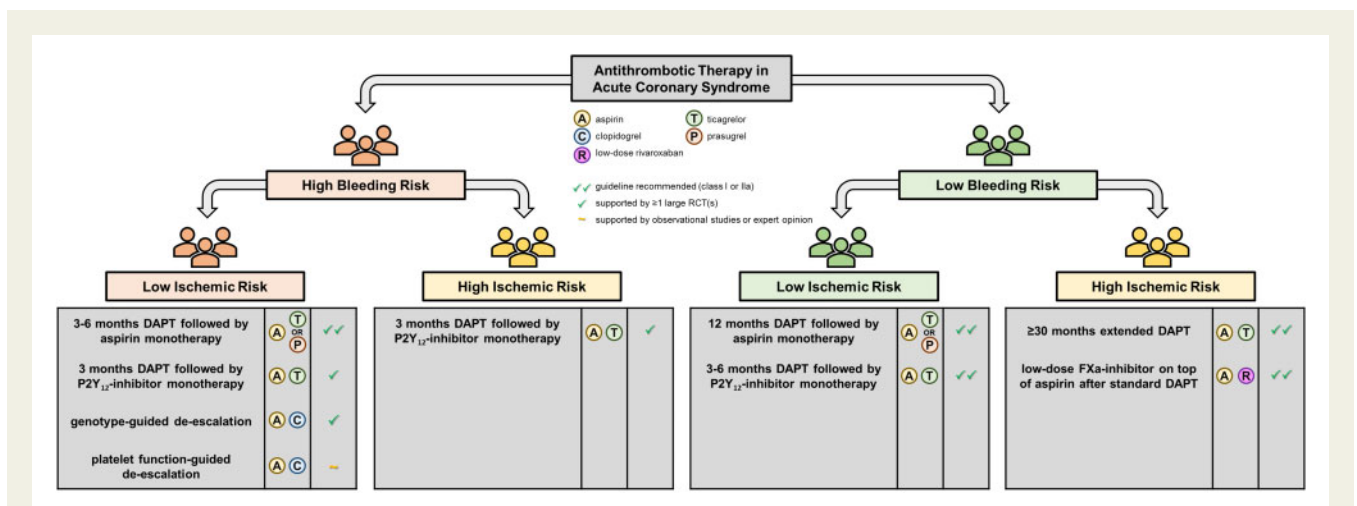 Antithrombotic Therapy in
Acute Coronary Syndrome
A aspirin
T ticagrelor
C clopidogrel
P prasugrel
R low-dose rivaroxaban
✓✓ guideline recommended (class I or IIa)
✓ supported by ≥1 large RCT(s)
~ supported by observational studies or expert opinion
High Bleeding Risk
Low Bleeding Risk
Low Ischemic Risk
3-6 months DAPT followed by
aspirin monotherapy
A T OR P ✓✓
3 months DAPT followed by
P2Y₁₂-inhibitor monotherapy
A T ✓
genotype-guided de-escalation
A C ✓
platelet function-guided
de-escalation
A C ~
High Ischemic Risk
3 months DAPT followed by
P2Y₁₂-inhibitor monotherapy
A T ✓
Low Ischemic Risk
12 months DAPT followed by
aspirin monotherapy
A T OR P ✓✓
3-6 months DAPT followed by
P2Y₁₂-inhibitor monotherapy
A T ✓✓
High Ischemic Risk
≥30 months extended DAPT
A T ✓✓
low-dose FXa-inhibitor on top
of aspirin after standard DAPT
A R ✓✓